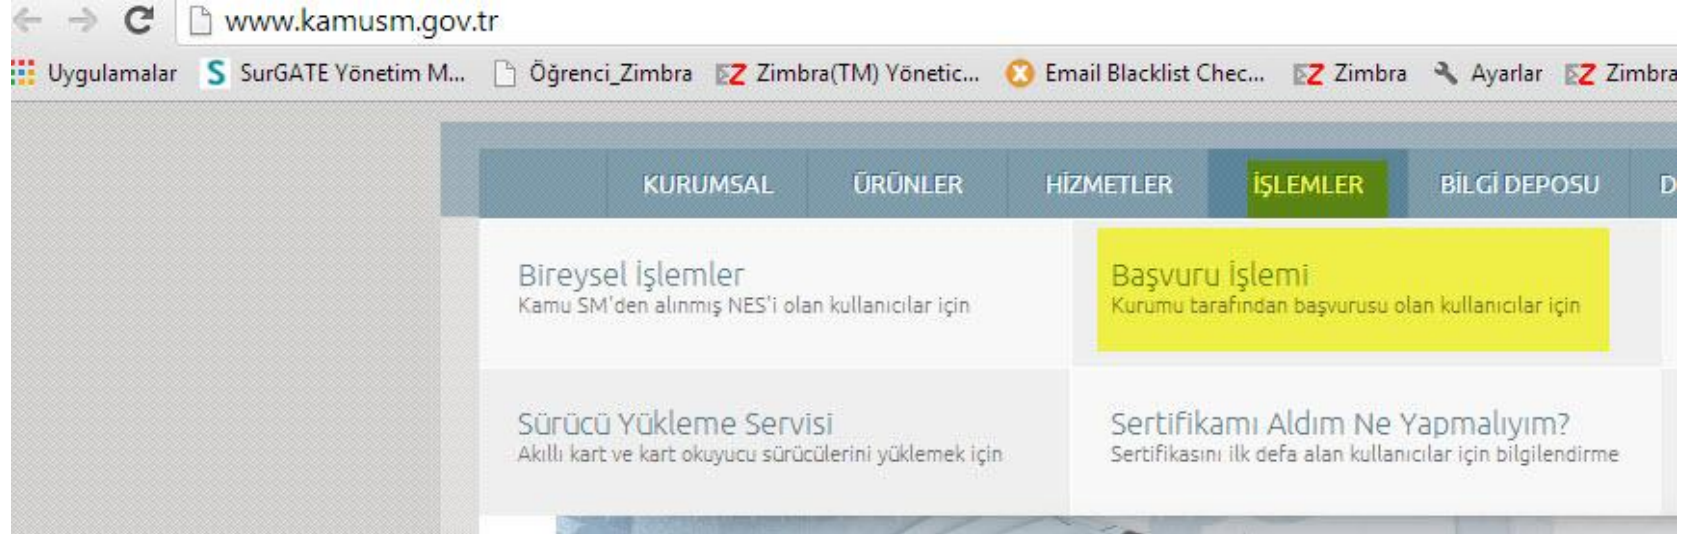 www.kamusm.gov.tr
Uygulamalar SurGATE Yönetim M... Öğrenci_Zimbra Zimbra(TM) Yönetic... Email Blacklist Chec... Zimbra Ayarlar Zimbra
KURUMSAL ÜRÜNLER HİZMETLER İŞLEMLER BİLGİ DEPOSU D
Bireysel İşlemler
Kamu SM'den alınmış NES'i olan kullanıcılar için
Başvuru İşlemi
Kurumu tarafından başvurusu olan kullanıcılar için
Sürücü Yükleme Servisi
Akıllı kart ve kart okuyucu sürücülerini yüklemek için
Sertifikamı Aldım Ne Yapmalıyım?
Sertifikasını ilk defa alan kullanıcılar için bilgilendirme